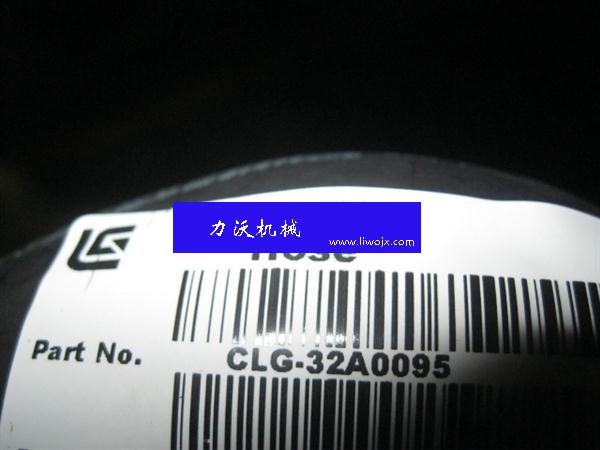 力沃机械
www.liwojx.com
Hose
Part No.
CLG-32A0095